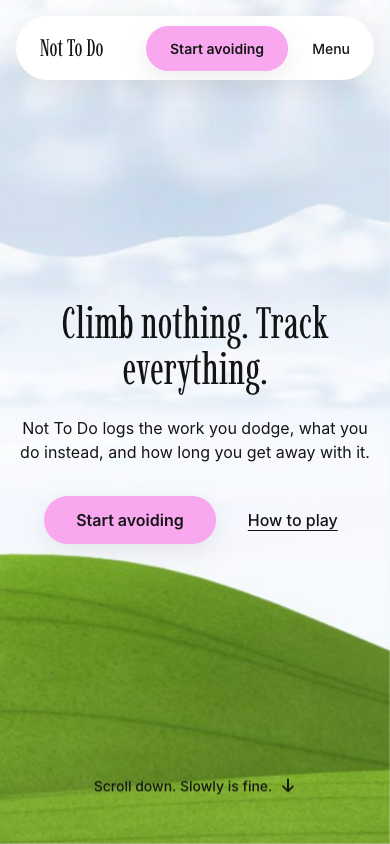 Not To Do
Start avoiding
Menu
Climb nothing. Track
everything.
Not To Do logs the work you dodge, what you
do instead, and how long you get away with it.
Start avoiding
How to play
Scroll down. Slowly is fine.